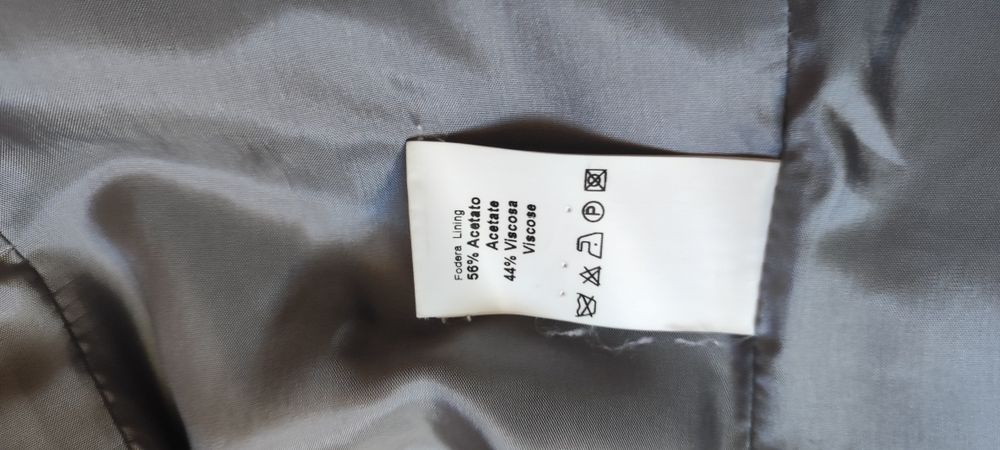 Fodera Lining
56% Acetato
Acetate
44% Viscosa
Viscose
P